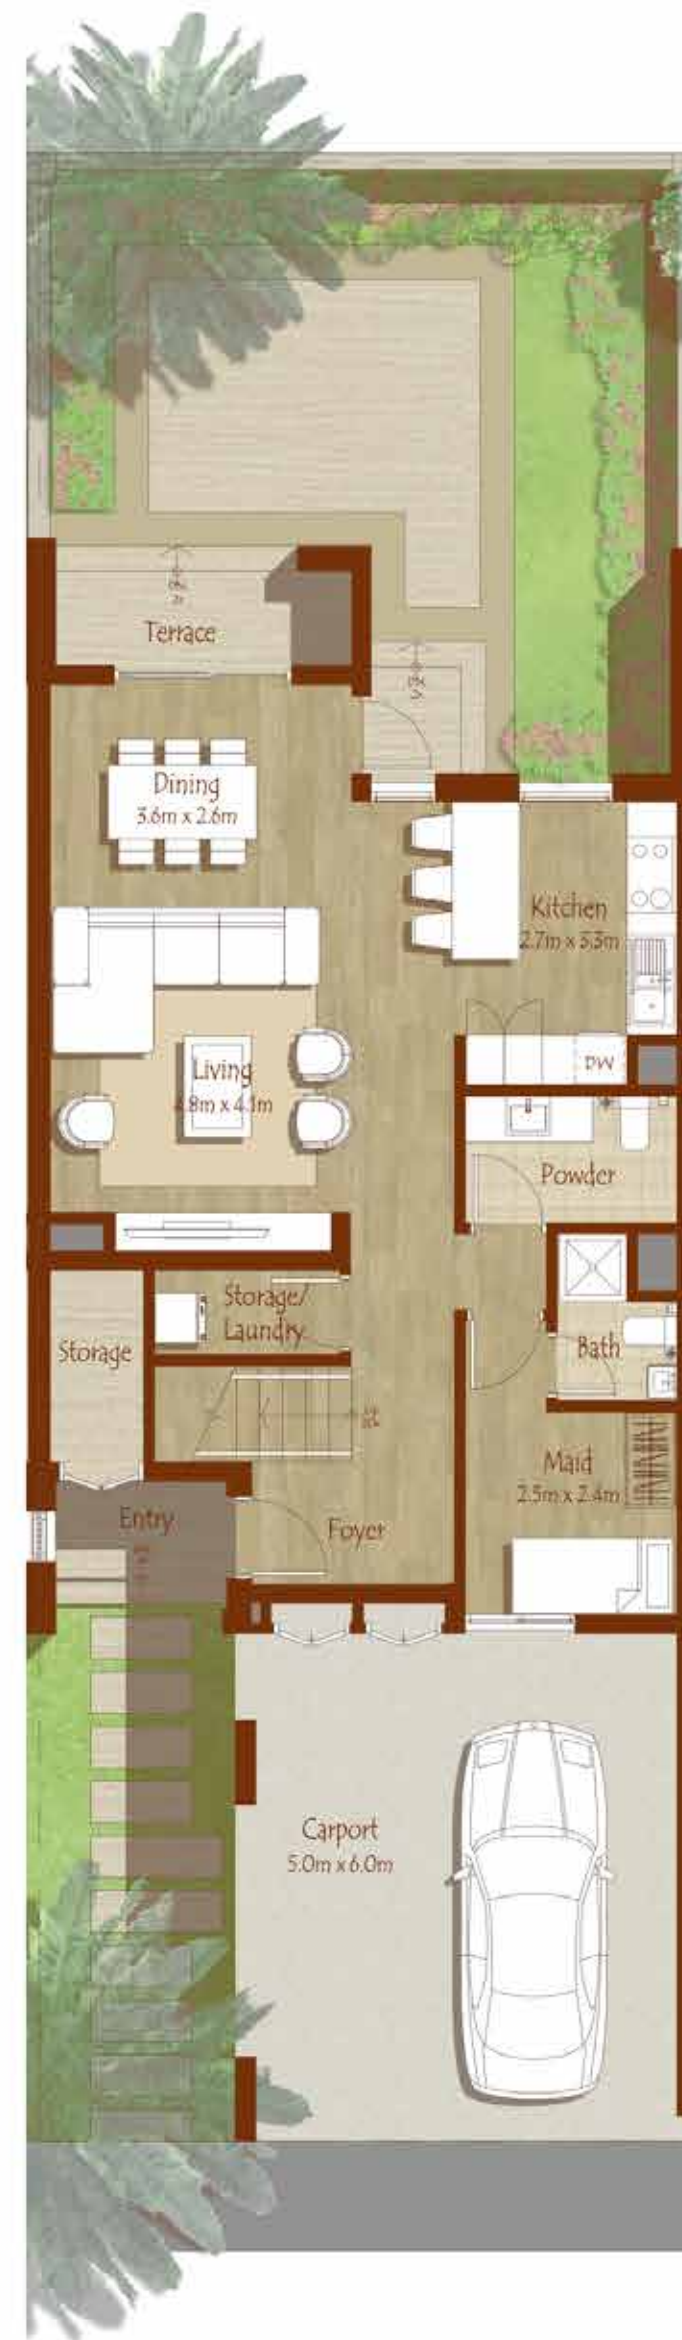 Terrace
Dining
3.6m x 2.6m
Kitchen
2.7m x 3.3m
Living
4.8m x 4.1m
DW
Powder
Storage/
Laundry
Storage
Bath
Maid
2.5m x 2.4m
Entry
Foyer
Carport
5.0m x 6.0m